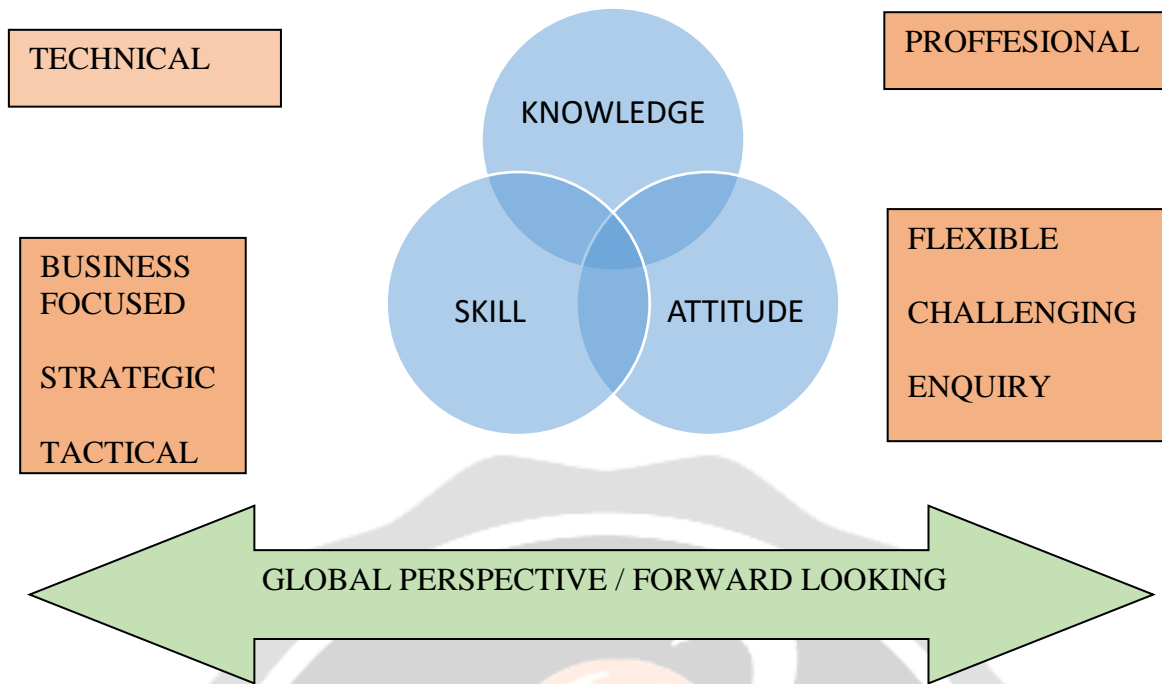 TECHNICAL
PROFFESIONAL
KNOWLEDGE
BUSINESS
FOCUSED
STRATEGIC
TACTICAL
SKILL
ATTITUDE
FLEXIBLE
CHALLENGING
ENQUIRY
GLOBAL PERSPECTIVE / FORWARD LOOKING